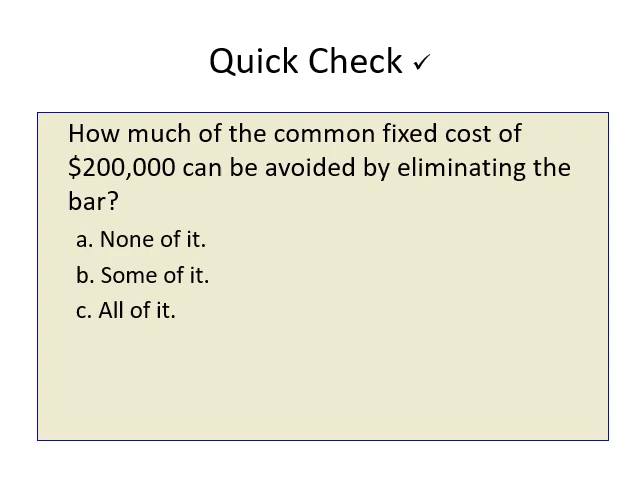 Quick Check ✓
How much of the common fixed cost of
$200,000 can be avoided by eliminating the
bar?
a. None of it.
b. Some of it.
c. All of it.